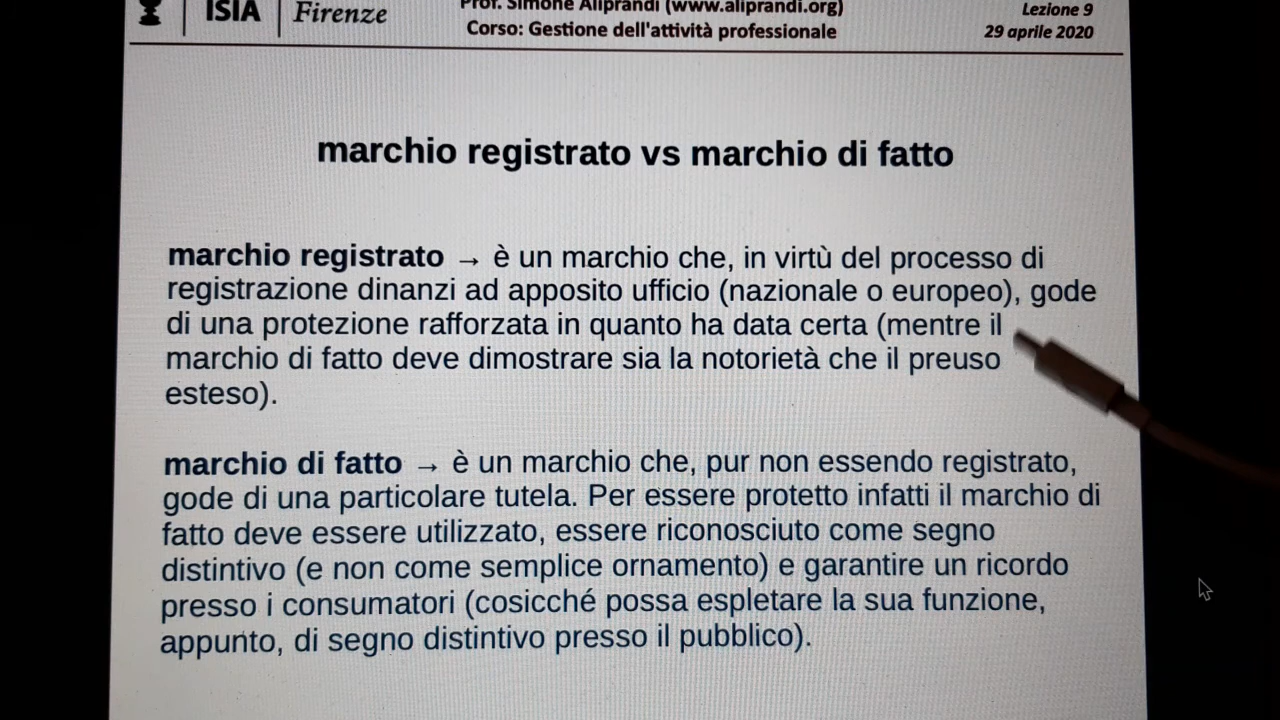 ISIA Firenze
Prof. Simone Aliprandi (www.aliprandi.org)
Corso: Gestione dell'attività professionale
Lezione 9
29 aprile 2020
marchio registrato vs marchio di fatto
marchio registrato → è un marchio che, in virtù del processo di
registrazione dinanzi ad apposito ufficio (nazionale o europeo), gode
di una protezione rafforzata in quanto ha data certa (mentre il
marchio di fatto deve dimostrare sia la notorietà che il preuso
esteso).
marchio di fatto → è un marchio che, pur non essendo registrato,
gode di una particolare tutela. Per essere protetto infatti il marchio di
fatto deve essere utilizzato, essere riconosciuto come segno
distintivo (e non come semplice ornamento) e garantire un ricordo
presso i consumatori (cosicché possa espletare la sua funzione,
appunto, di segno distintivo presso il pubblico).